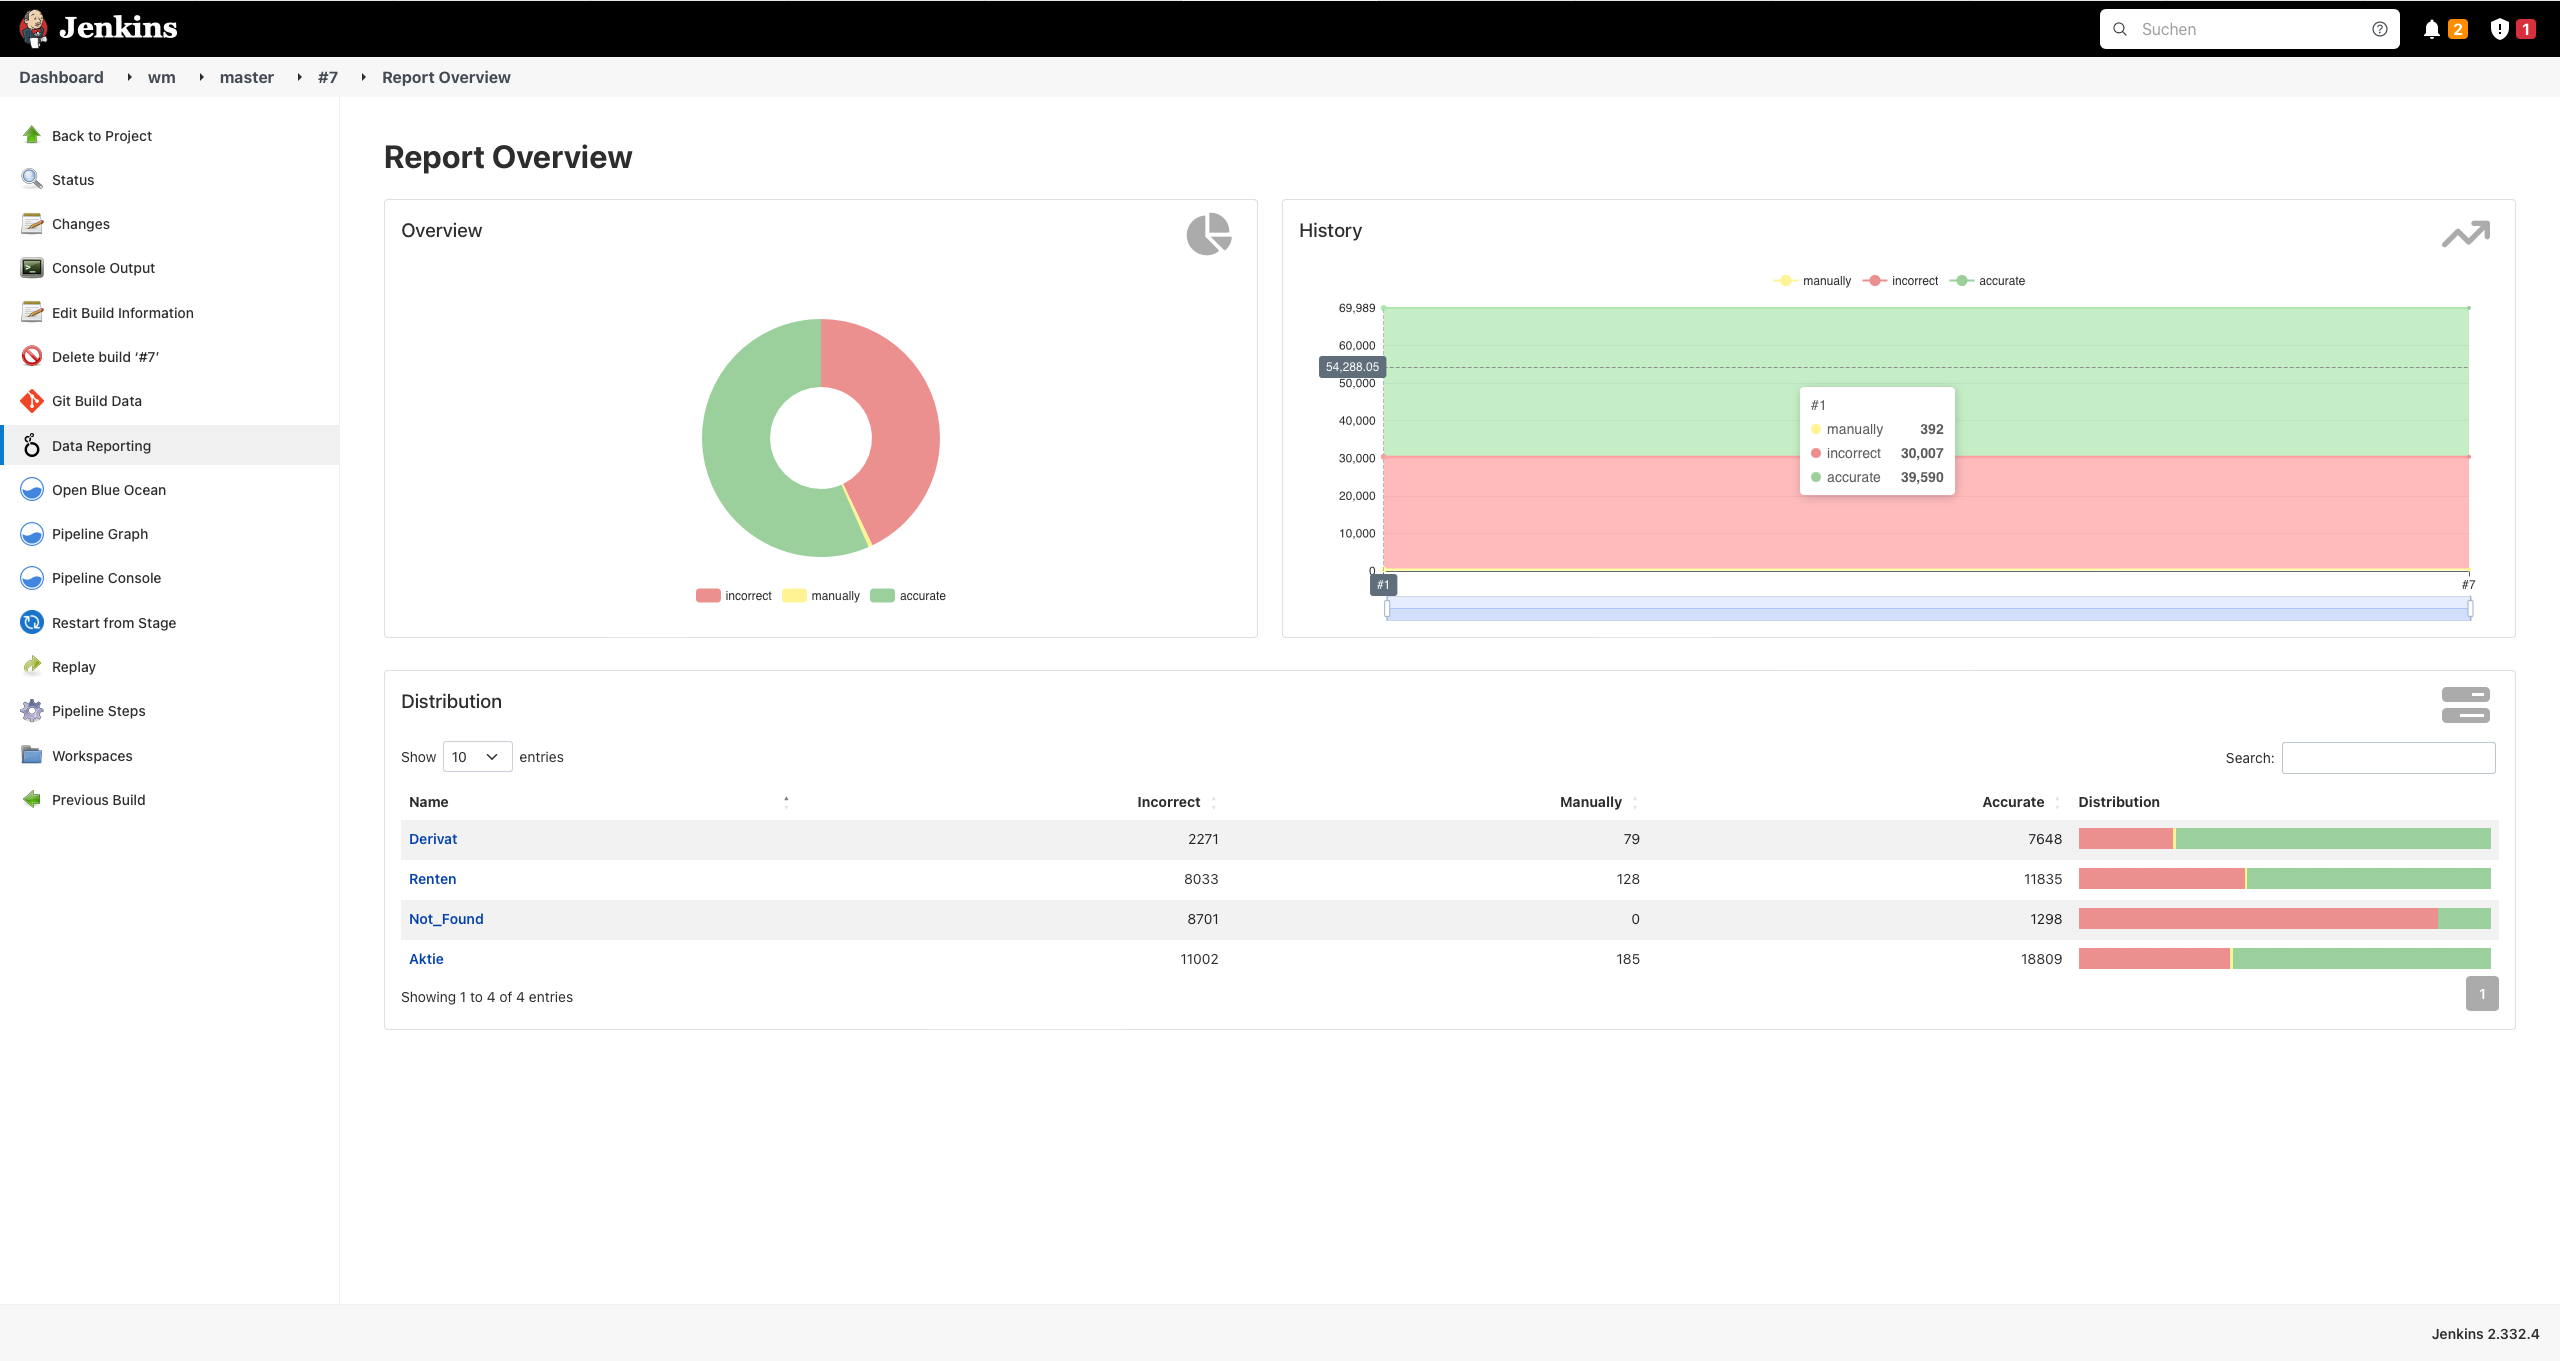 Jenkins
Suchen
2
1
Dashboard wm master #7 Report Overview
Back to Project
Status
Changes
Console Output
Edit Build Information
Delete build ‘#7’
Git Build Data
Data Reporting
Open Blue Ocean
Pipeline Graph
Pipeline Console
Restart from Stage
Replay
Pipeline Steps
Workspaces
Previous Build
Report Overview
Overview
incorrect manually accurate
History
manually incorrect accurate
69,989
60,000
54,288.05
50,000
40,000
30,000
20,000
10,000
0
#1
manually 392
incorrect 30,007
accurate 39,590
#1 #7
Distribution
Show 10 entries
Search:
Name Incorrect Manually Accurate Distribution
Derivat 2271 79 7648
Renten 8033 128 11835
Not_Found 8701 0 1298
Aktie 11002 185 18809
Showing 1 to 4 of 4 entries
1
Jenkins 2.332.4